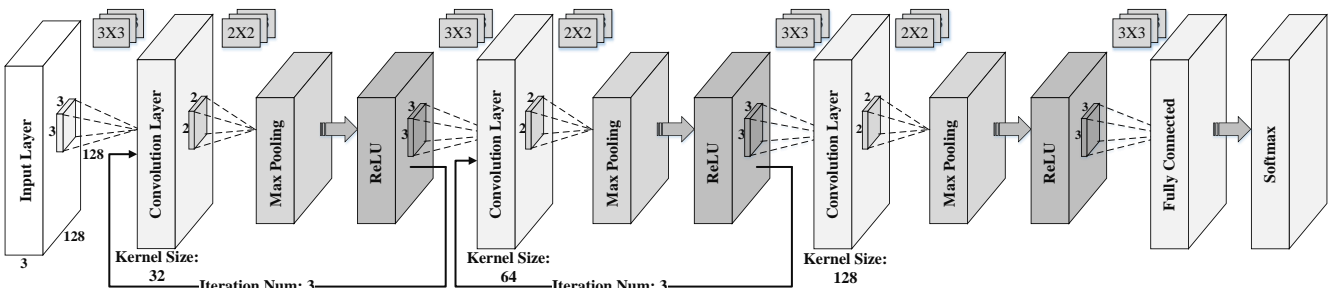 3X3
2X2
3X3
2X2
3X3
2X2
3X3
Input Layer
3
3
128
128
3
Convolution Layer
2
2
Max Pooling
ReLU
3
3
Convolution Layer
2
2
Max Pooling
ReLU
3
3
Convolution Layer
2
2
Max Pooling
ReLU
3
3
Fully Connected
Softmax
Kernel Size:
32
Kernel Size:
64
Kernel Size:
128
Iteration Num: 3
Iteration Num: 3